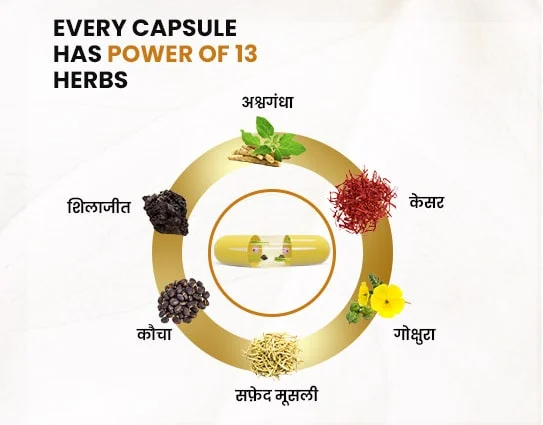 EVERY CAPSULE
HAS POWER OF 13
HERBS
अश्वगंधा
शिलाजीत
केसर
कौचा
गोक्षुरा
सफ़ेद मूसली